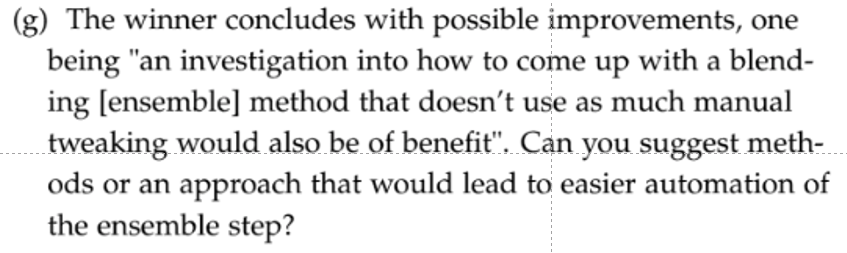 (g) The winner concludes with possible improvements, one
being "an investigation into how to come up with a blend-
ing [ensemble] method that doesn't use as much manual
tweaking would also be of benefit". Can you suggest meth-
ods or an approach that would lead to easier automation of
the ensemble step?